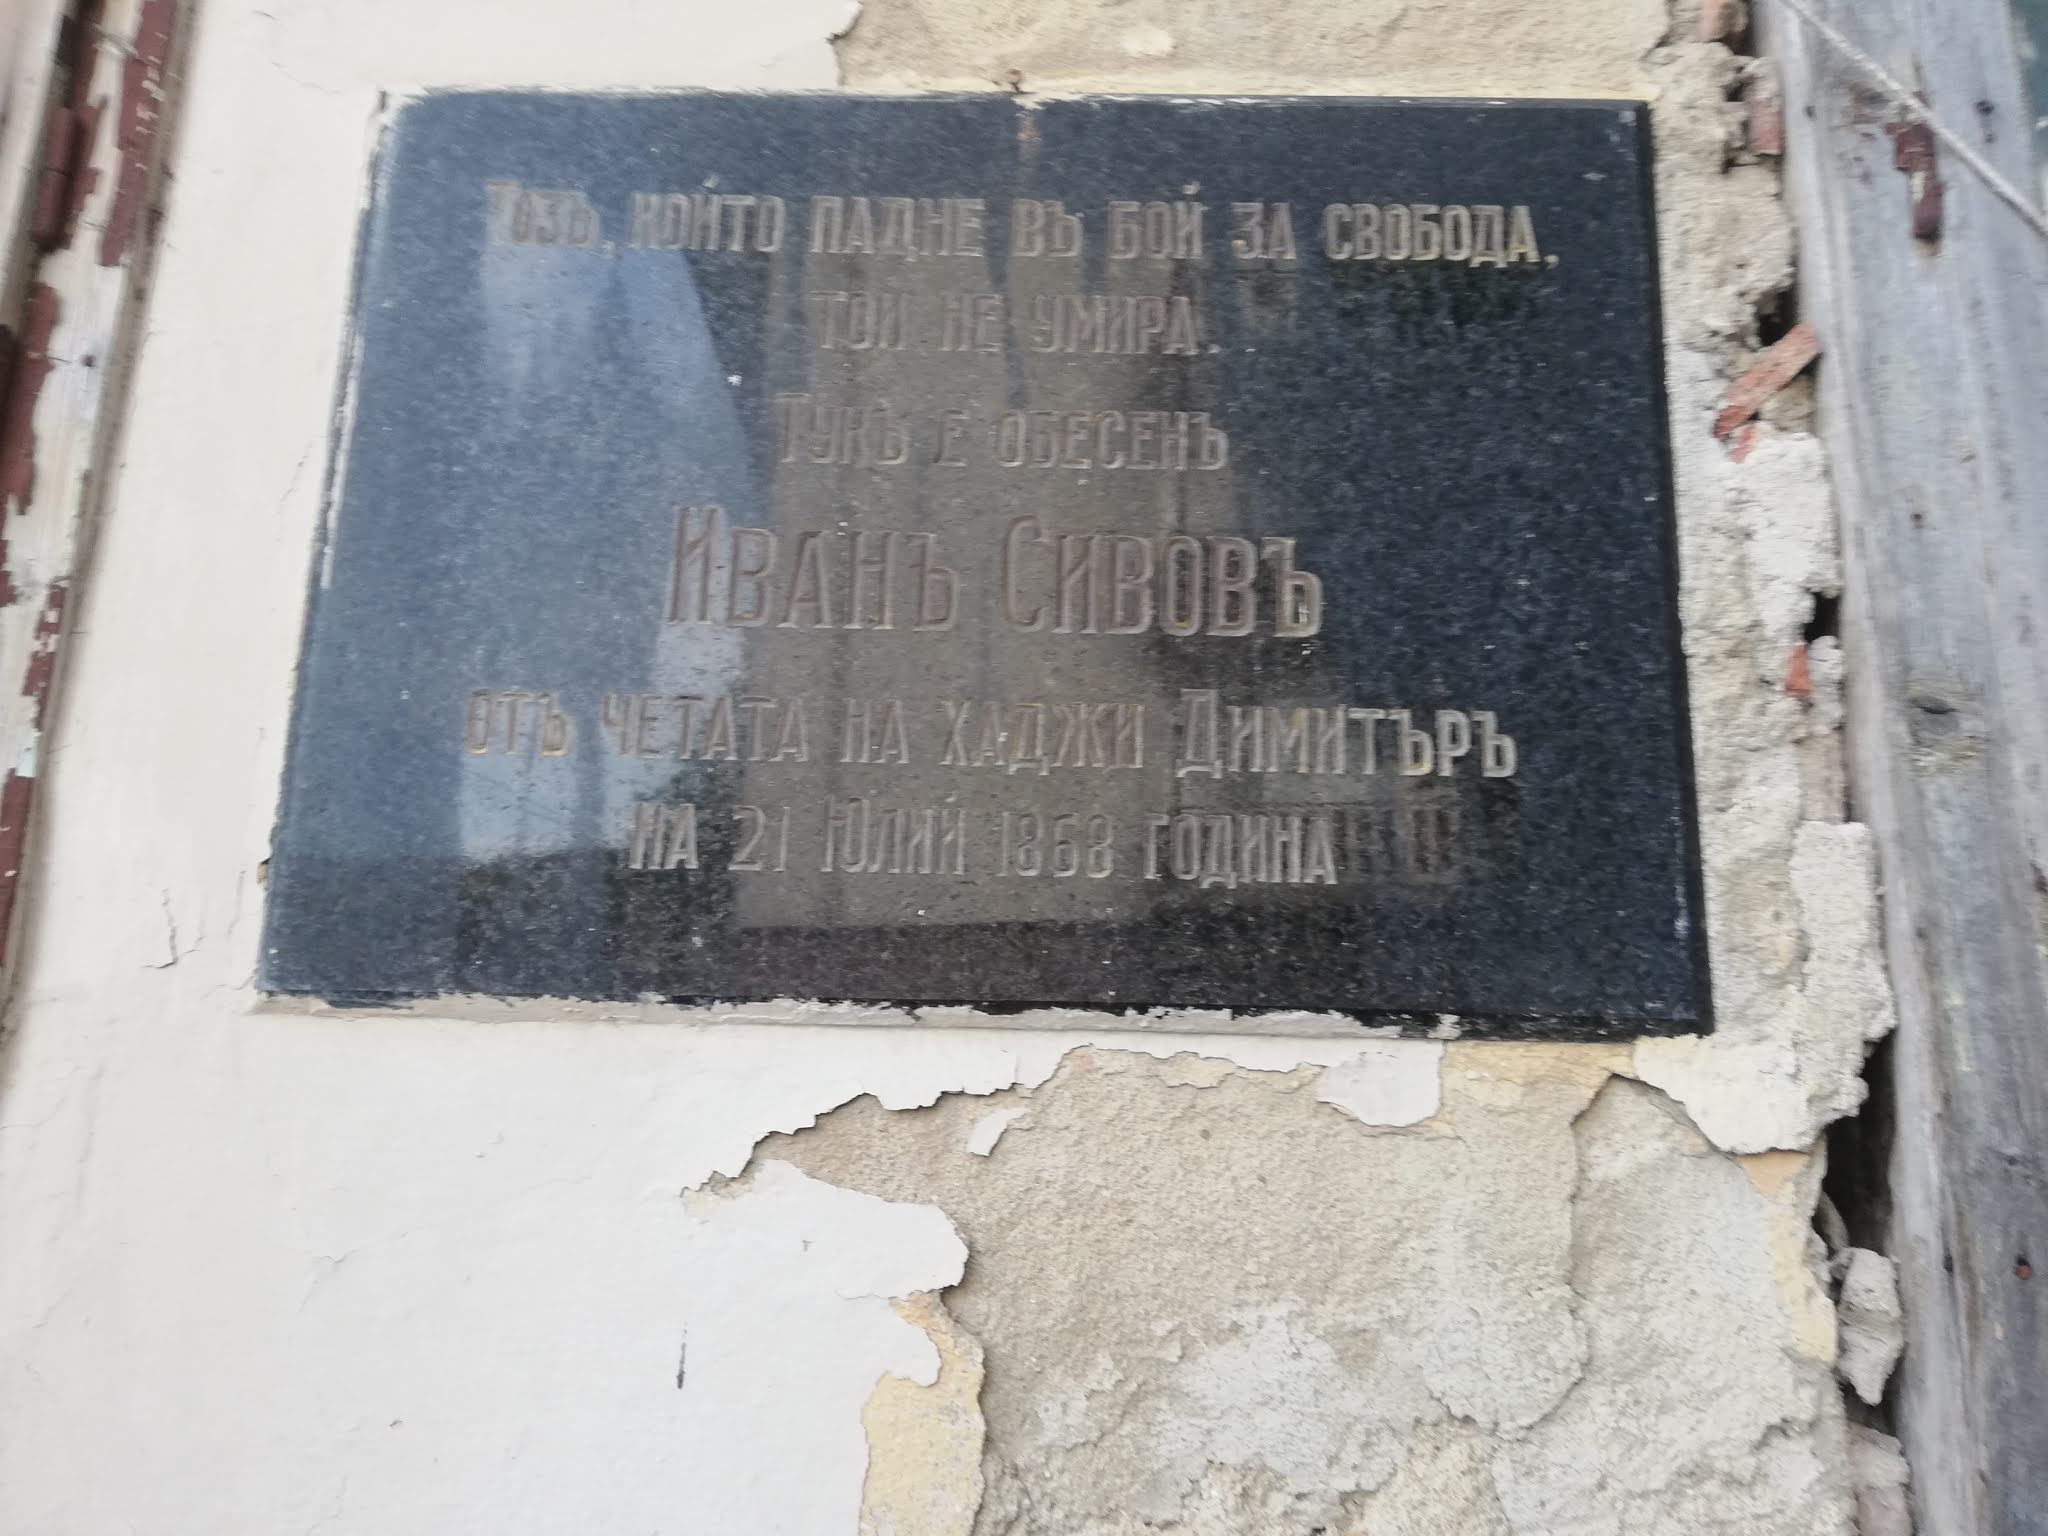 Тозъ, който падне въ бой за свобода,
той не умира.
Тукъ е обесенъ
Иванъ Сивовъ
отъ четата на хаджи Димитъръ
на 21 Юлий 1868 година